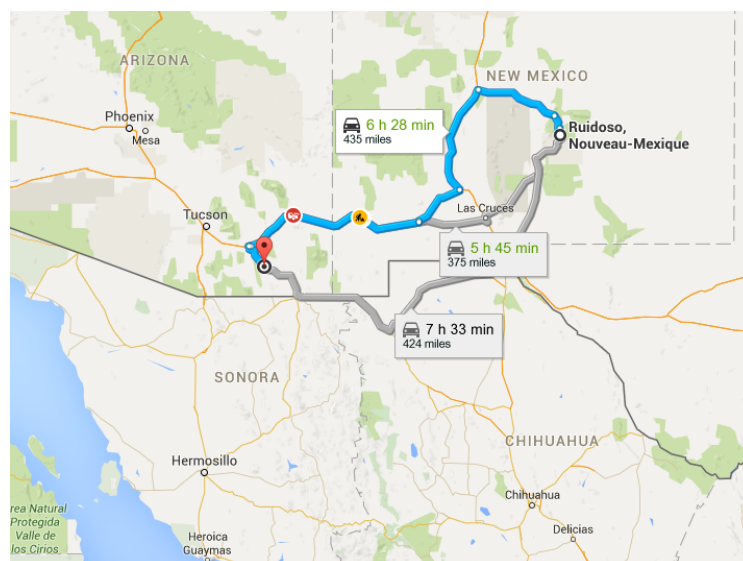 ARIZONA
NEW MEXICO
Phoenix
Mesa
6 h 28 min
435 miles
Ruidoso,
Nouveau-Mexique
Tucson
Las Cruces
5 h 45 min
375 miles
7 h 33 min
424 miles
SONORA
CHIHUAHUA
Hermosillo
Chihuahua
rea Natural
Protegida
Valle de
los Cirios
Heroica
Guaymas
Delicias